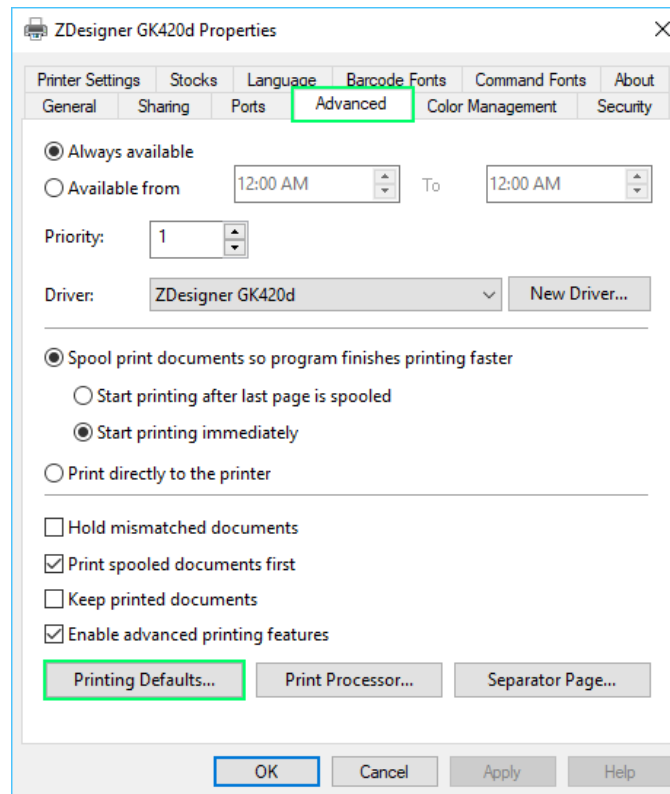 ZDesigner GK420d Properties
Printer Settings Stocks Language Barcode Fonts Command Fonts About
General Sharing Ports Advanced Color Management Security
Always available
Available from 12:00 AM To 12:00 AM
Priority: 1
Driver: ZDesigner GK420d New Driver...
Spool print documents so program finishes printing faster
Start printing after last page is spooled
Start printing immediately
Print directly to the printer
Hold mismatched documents
Print spooled documents first
Keep printed documents
Enable advanced printing features
Printing Defaults... Print Processor... Separator Page...
OK Cancel Apply Help